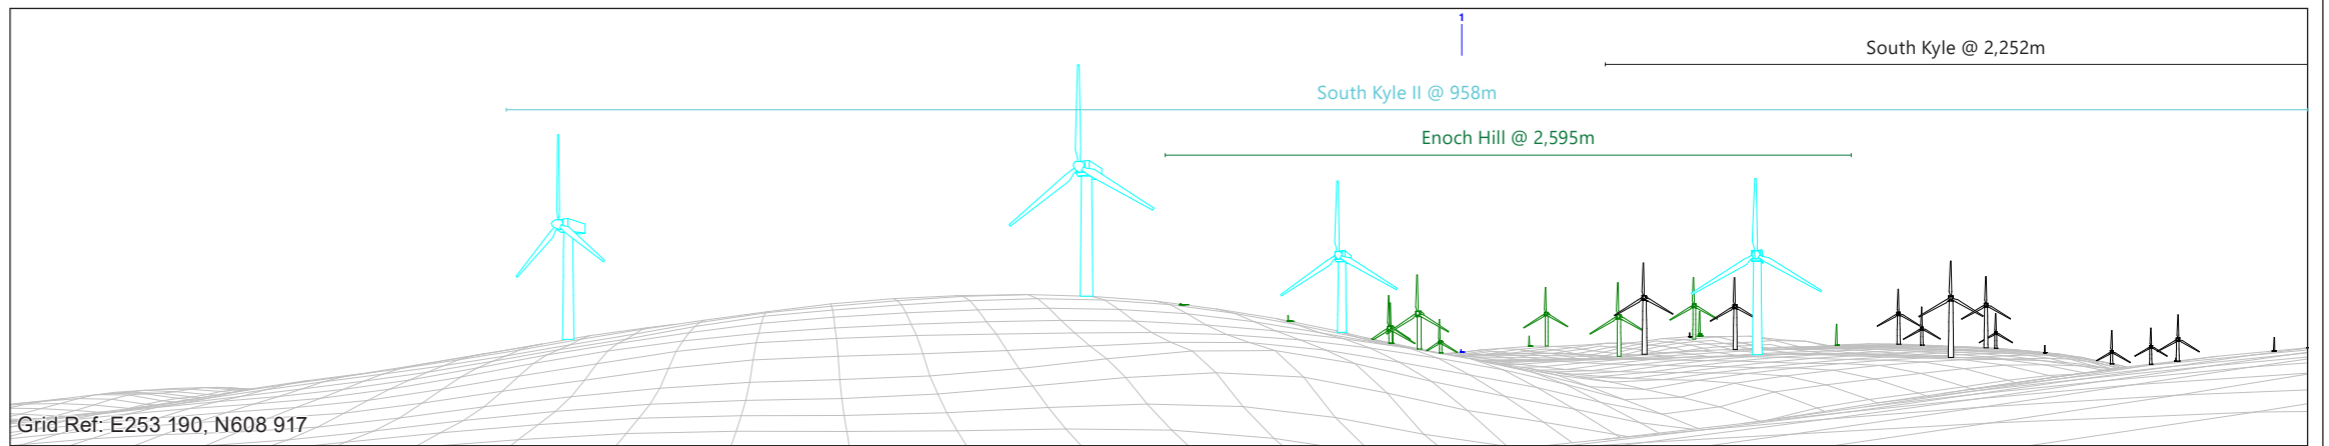 1
South Kyle @ 2,252m
South Kyle II @ 958m
Enoch Hill @ 2,595m
Grid Ref: E253 190, N608 917